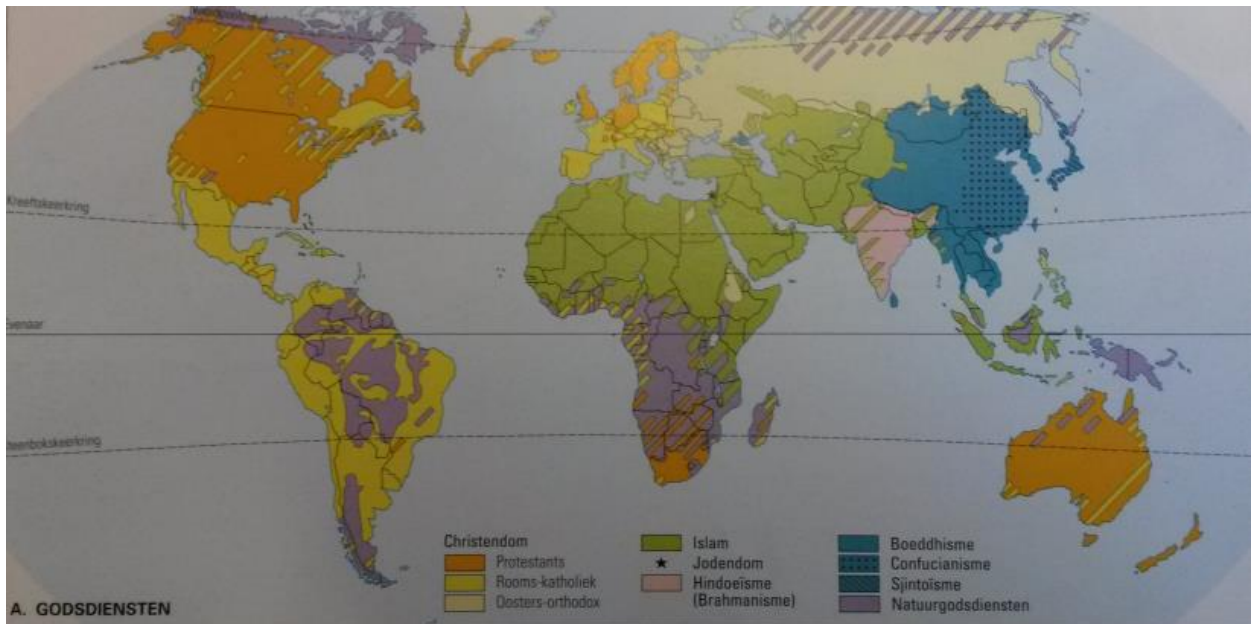 Kreeftskeerkring
Evenaar
Steenbokskeerkring
Christendom
Protestants
Rooms-katholiek
Oosters-orthodox
Islam
Jodendom
Hindoeïsme
(Brahmanisme)
Boeddhisme
Confucianisme
Sjintoïsme
Natuurgodsdiensten
A. GODSDIENSTEN